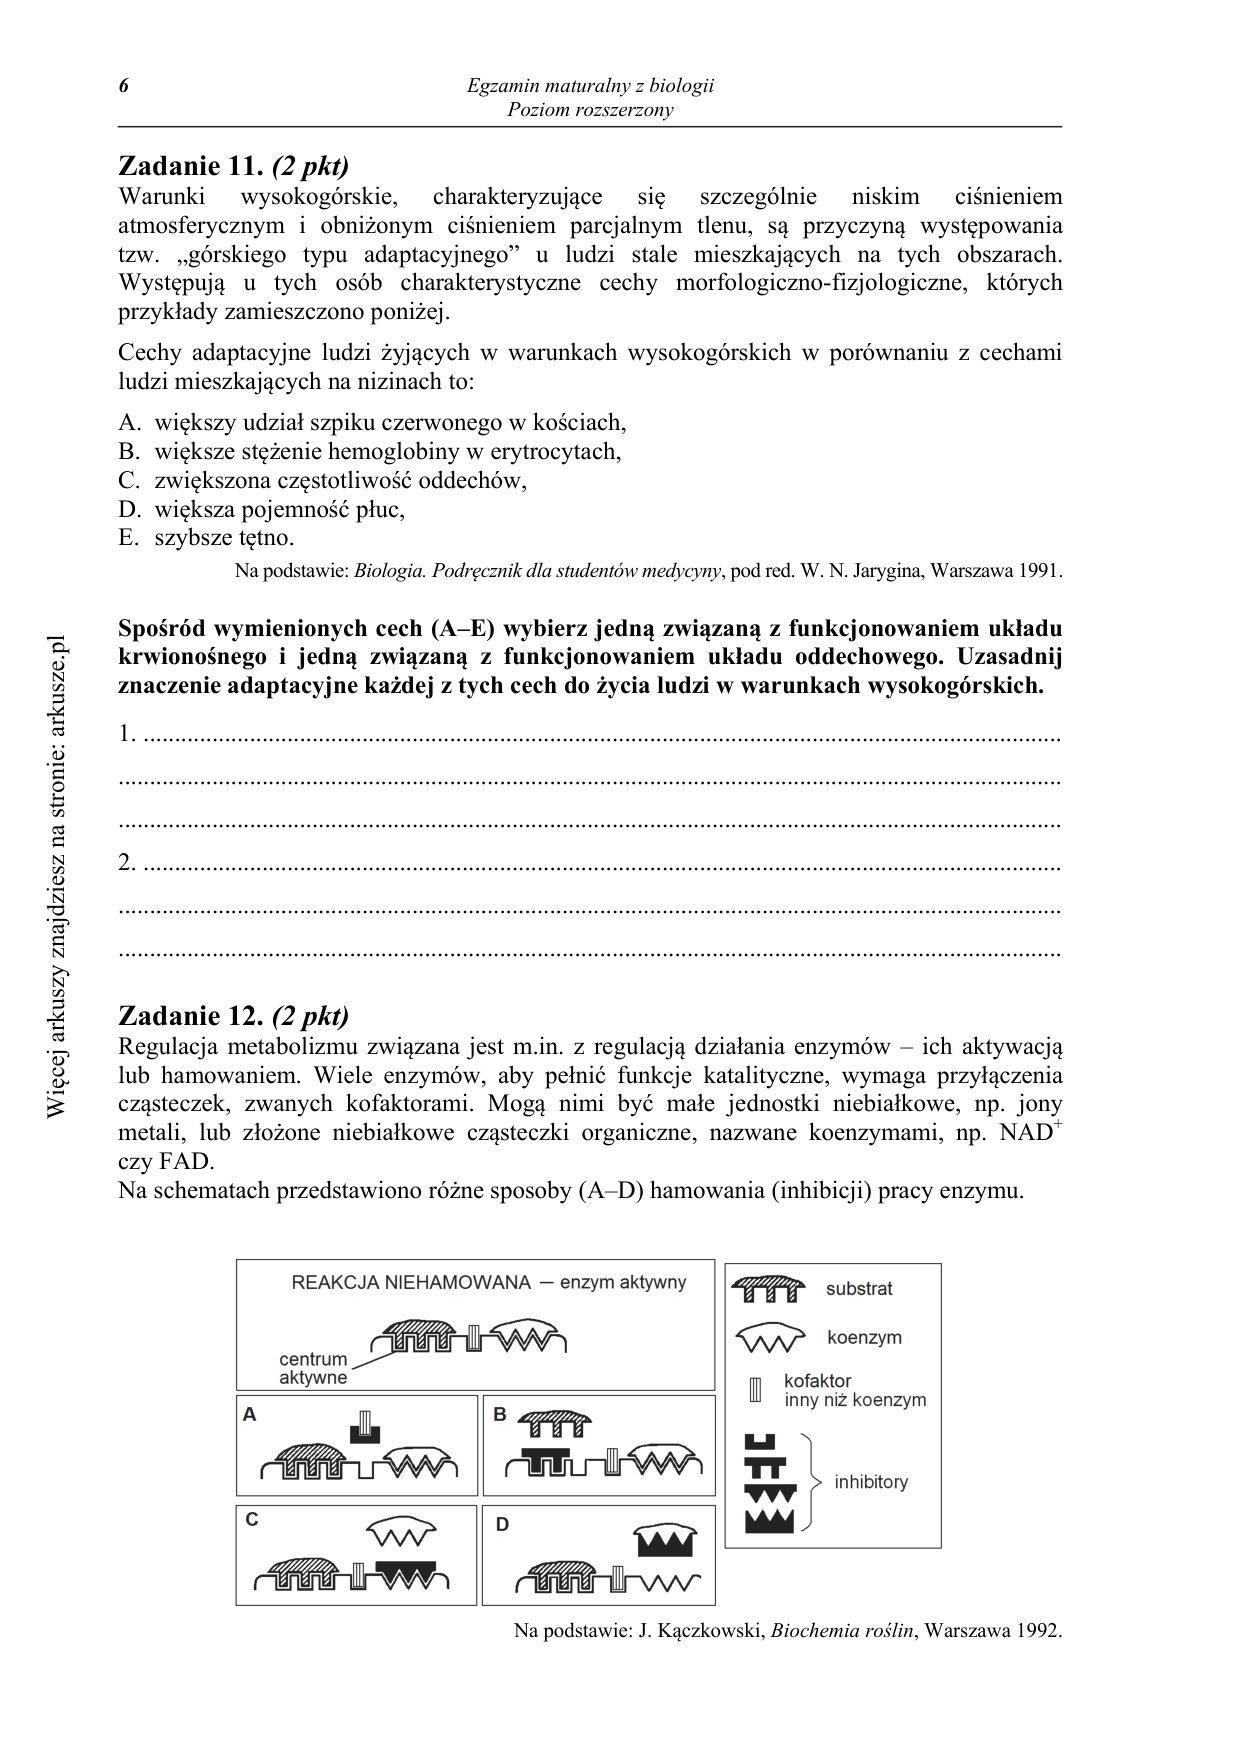 6
Egzamin maturalny z biologii
Poziom rozszerzony
Zadanie 11. (2 pkt)
Warunki wysokogórskie, charakteryzujące się szczególnie niskim ciśnieniem
atmosferycznym i obniżonym ciśnieniem parcjalnym tlenu, są przyczyną występowania
tzw. „górskiego typu adaptacyjnego” u ludzi stale mieszkających na tych obszarach.
Występują u tych osób charakterystyczne cechy morfologiczno-fizjologiczne, których
przykłady zamieszczono poniżej.
Cechy adaptacyjne ludzi żyjących w warunkach wysokogórskich w porównaniu z cechami
ludzi mieszkających na nizinach to:
A. większy udział szpiku czerwonego w kościach,
B. większe stężenie hemoglobiny w erytrocytach,
C. zwiększona częstotliwość oddechów,
D. większa pojemność płuc,
E. szybsze tętno.
Na podstawie: Biologia. Podręcznik dla studentów medycyny, pod red. W. N. Jarygina, Warszawa 1991.
Spośród wymienionych cech (A–E) wybierz jedną związaną z funkcjonowaniem układu
krwionośnego i jedną związaną z funkcjonowaniem układu oddechowego. Uzasadnij
znaczenie adaptacyjne każdej z tych cech do życia ludzi w warunkach wysokogórskich.
1. ....................................................................................................................................................
........................................................................................................................................................
........................................................................................................................................................
2. ....................................................................................................................................................
........................................................................................................................................................
........................................................................................................................................................
Zadanie 12. (2 pkt)
Regulacja metabolizmu związana jest m.in. z regulacją działania enzymów – ich aktywacją
lub hamowaniem. Wiele enzymów, aby pełnić funkcje katalityczne, wymaga przyłączenia
cząsteczek, zwanych kofaktorami. Mogą nimi być małe jednostki niebiałkowe, np. jony
metali, lub złożone niebiałkowe cząsteczki organiczne, nazwane koenzymami, np. NAD⁺
czy FAD.
Na schematach przedstawiono różne sposoby (A–D) hamowania (inhibicji) pracy enzymu.
REAKCJA NIEHAMOWANA — enzym aktywny
centrum
aktywne
substrat
koenzym
kofaktor
inny niż koenzym
inhibitory
A
B
C
D
Na podstawie: J. Kączkowski, Biochemia roślin, Warszawa 1992.
Więcej arkuszy znajdziesz na stronie: arkusze.pl